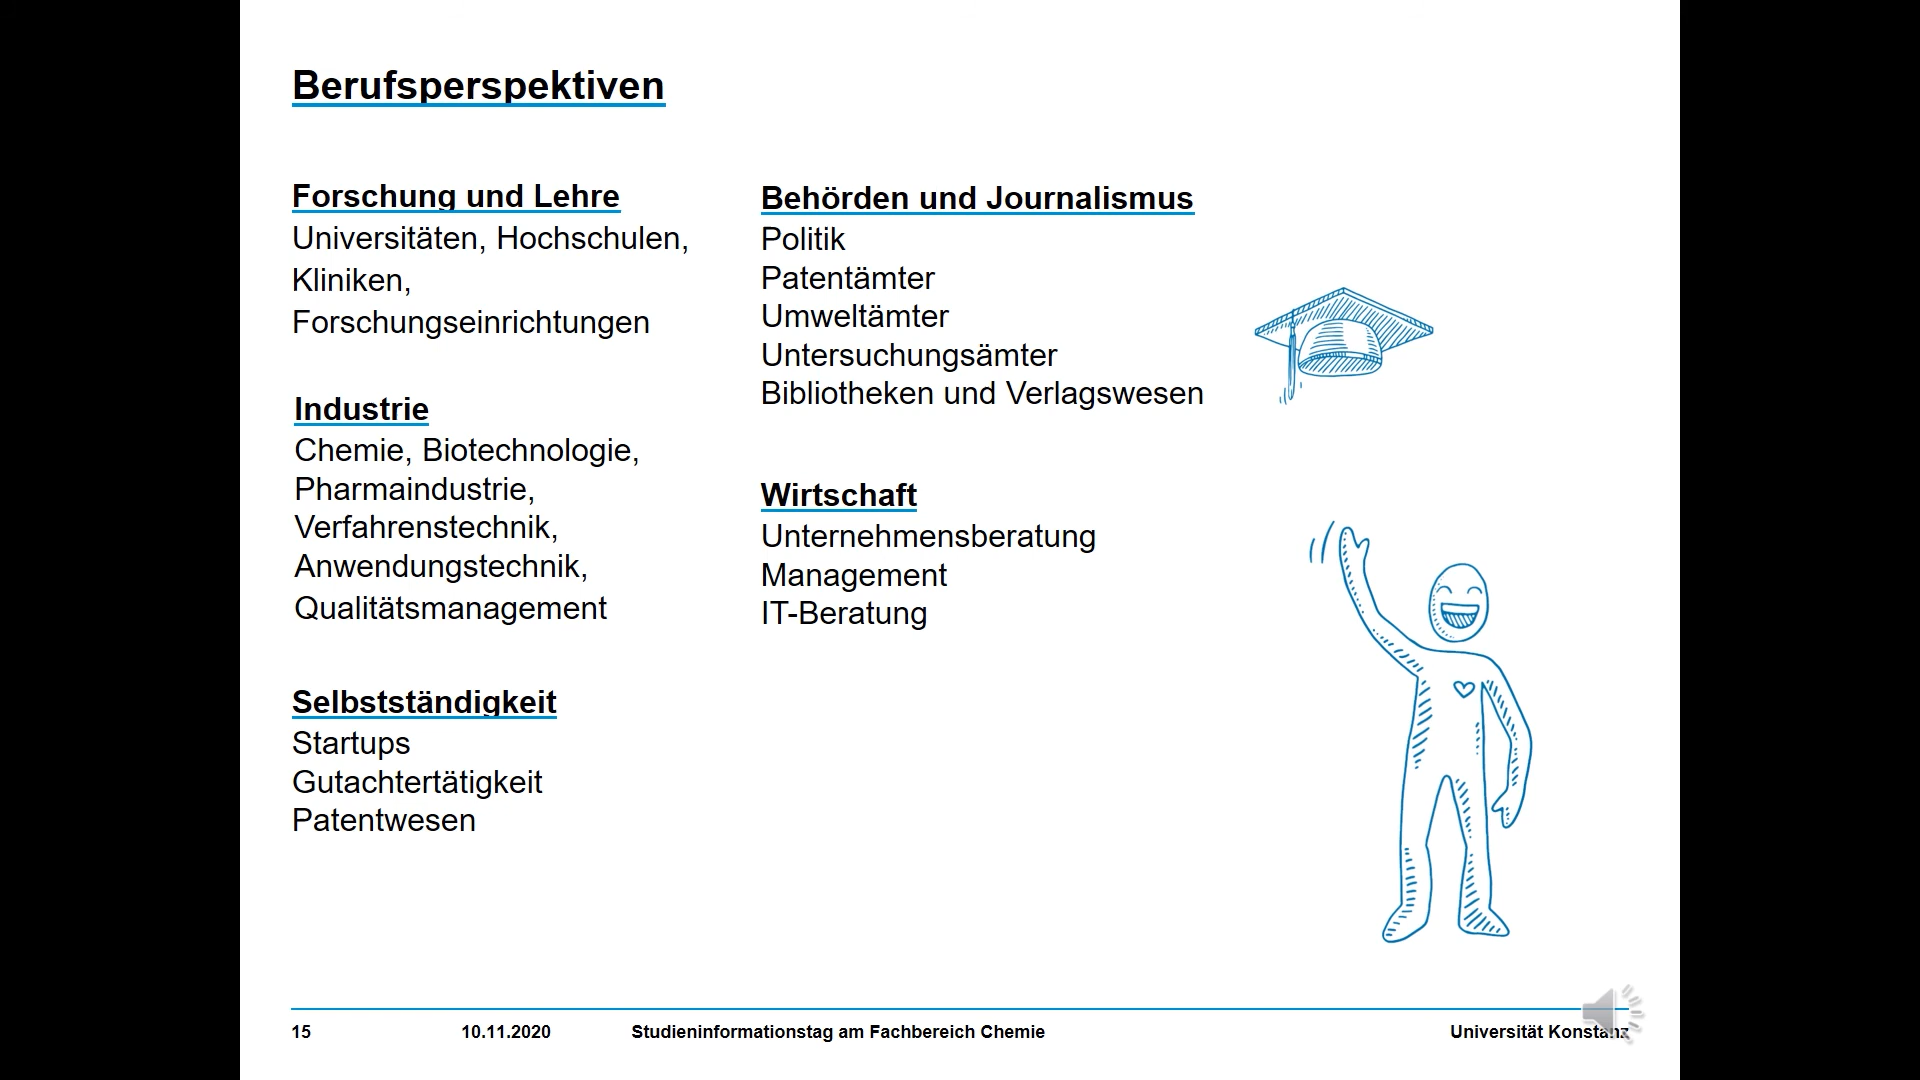 Berufsperspektiven
Forschung und Lehre
Universitäten, Hochschulen,
Kliniken,
Forschungseinrichtungen
Industrie
Chemie, Biotechnologie,
Pharmaindustrie,
Verfahrenstechnik,
Anwendungstechnik,
Qualitätsmanagement
Selbstständigkeit
Startups
Gutachtertätigkeit
Patentwesen
Behörden und Journalismus
Politik
Patentämter
Umweltämter
Untersuchungsämter
Bibliotheken und Verlagswesen
Wirtschaft
Unternehmensberatung
Management
IT-Beratung
15 10.11.2020 Studieninformationstag am Fachbereich Chemie Universität Konstanz